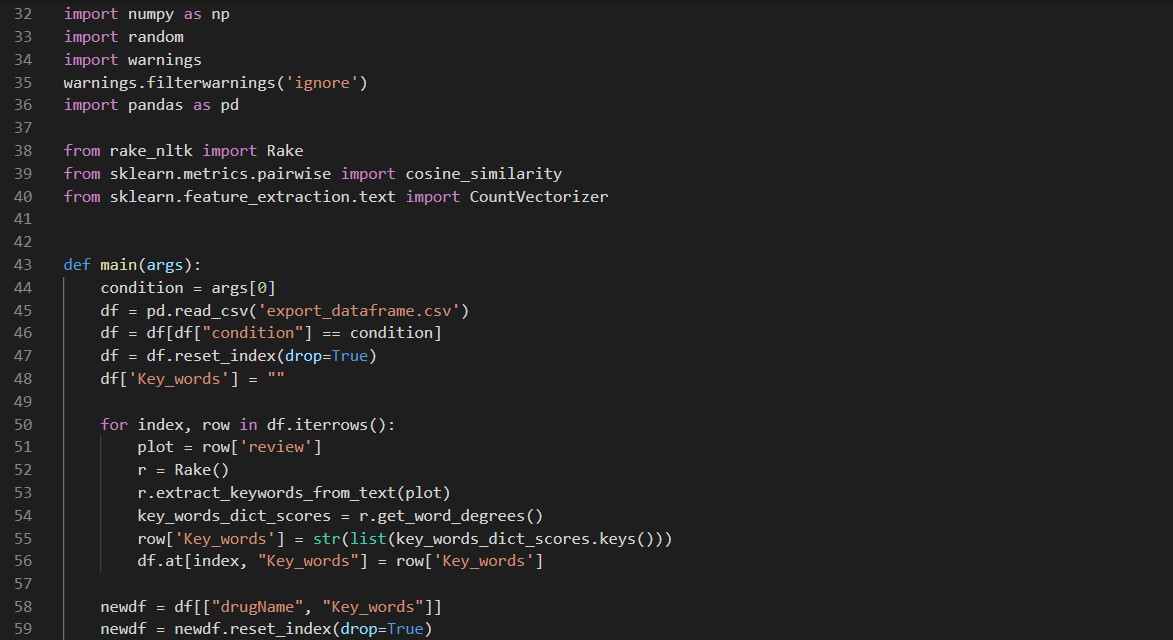 32 import numpy as np
33 import random
34 import warnings
35 warnings.filterwarnings('ignore')
36 import pandas as pd
37
38 from rake_nltk import Rake
39 from sklearn.metrics.pairwise import cosine_similarity
40 from sklearn.feature_extraction.text import CountVectorizer
41
42
43 def main(args):
44     condition = args[0]
45     df = pd.read_csv('export_dataframe.csv')
46     df = df[df["condition"] == condition]
47     df = df.reset_index(drop=True)
48     df['Key_words'] = ""
49
50     for index, row in df.iterrows():
51         plot = row['review']
52         r = Rake()
53         r.extract_keywords_from_text(plot)
54         key_words_dict_scores = r.get_word_degrees()
55         row['Key_words'] = str(list(key_words_dict_scores.keys()))
56         df.at[index, "Key_words"] = row['Key_words']
57
58     newdf = df[["drugName", "Key_words"]]
59     newdf = newdf.reset_index(drop=True)